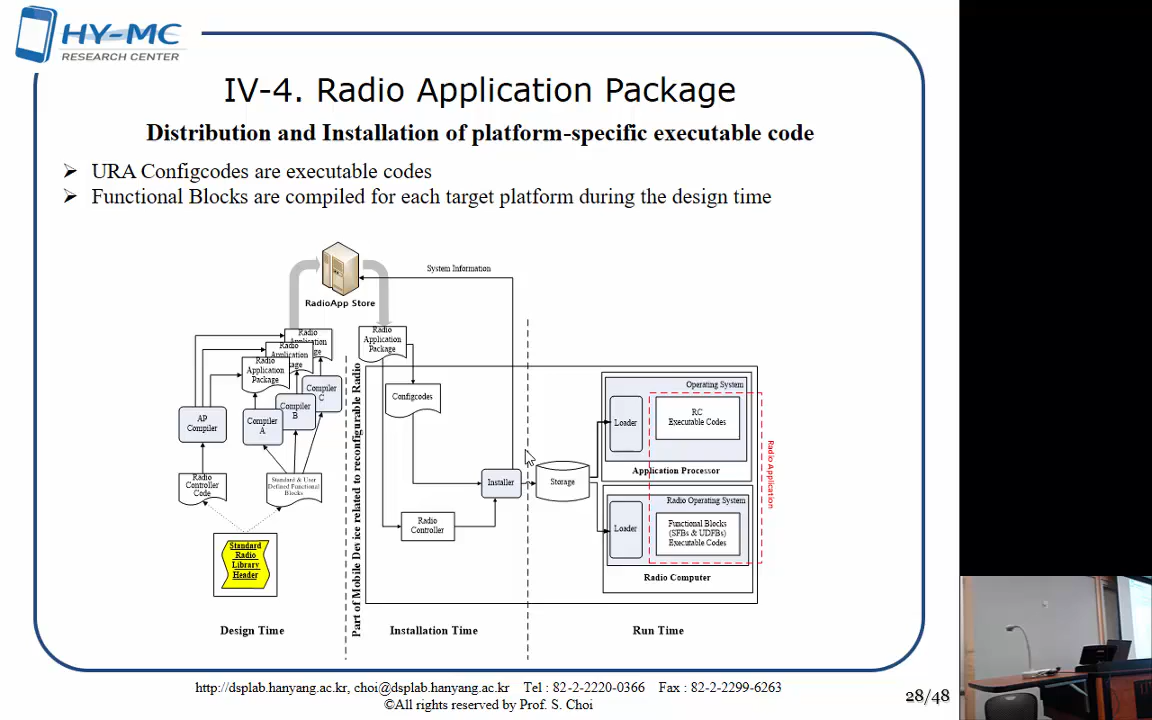 HY-MC
RESEARCH CENTER
IV-4. Radio Application Package
Distribution and Installation of platform-specific executable code
➢ URA Configcodes are executable codes
➢ Functional Blocks are compiled for each target platform during the design time
System Information
RadioApp Store
Radio
Application
Package
Radio
Application
Package
Radio
Application
Package
Radio
Application
Package
AP
Compiler
Compiler
A
Compiler
B
Compiler
C
Radio
Controller
Code
Standard & User
Defined Functional
Blocks
Standard
Radio
Library
Header
Part of Mobile Device related to reconfigurable Radio
Configcodes
Installer
Radio
Controller
Storage
Operating System
Loader
RC
Executable Codes
Application Processor
Radio Operating System
Loader
Functional Blocks
(SFBs & UDFBs)
Executable Codes
Radio Computer
Radio Application
Design Time
Installation Time
Run Time
http://dsplab.hanyang.ac.kr, choi@dsplab.hanyang.ac.kr Tel : 82-2-2220-0366 Fax : 82-2-2299-6263
©All rights reserved by Prof. S. Choi
28/48